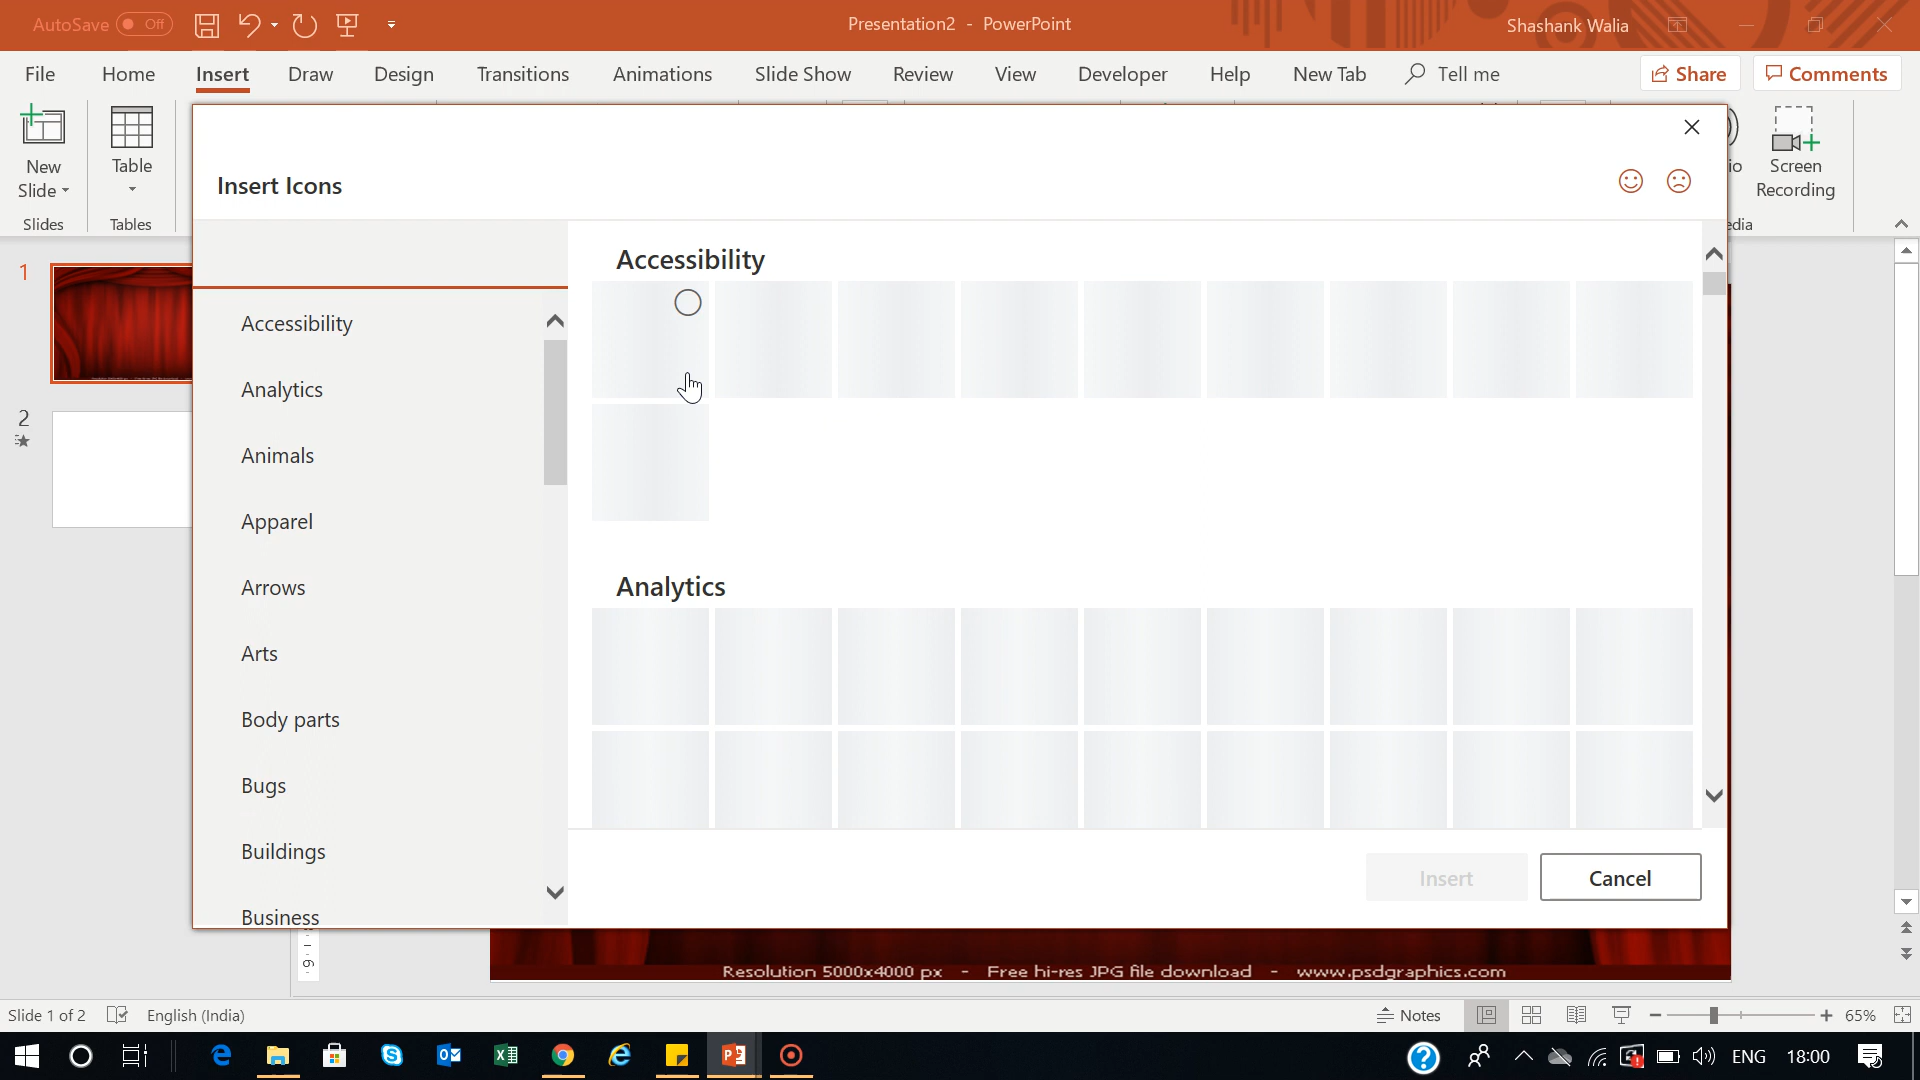 AutoSave Off
Presentation2 - PowerPoint
Shashank Walia
File Home Insert Draw Design Transitions Animations Slide Show Review View Developer Help New Tab Tell me Share Comments
New
Slide
Slides
Table
Tables
Screen
Recording
Insert Icons
1
2
Accessibility
Analytics
Animals
Apparel
Arrows
Arts
Body parts
Bugs
Buildings
Business
Accessibility
Analytics
Insert Cancel
Resolution 5000x4000 px - Free hi-res JPG file download - www.psdgraphics.com
Slide 1 of 2 English (India) Notes 65%
ENG 18:00